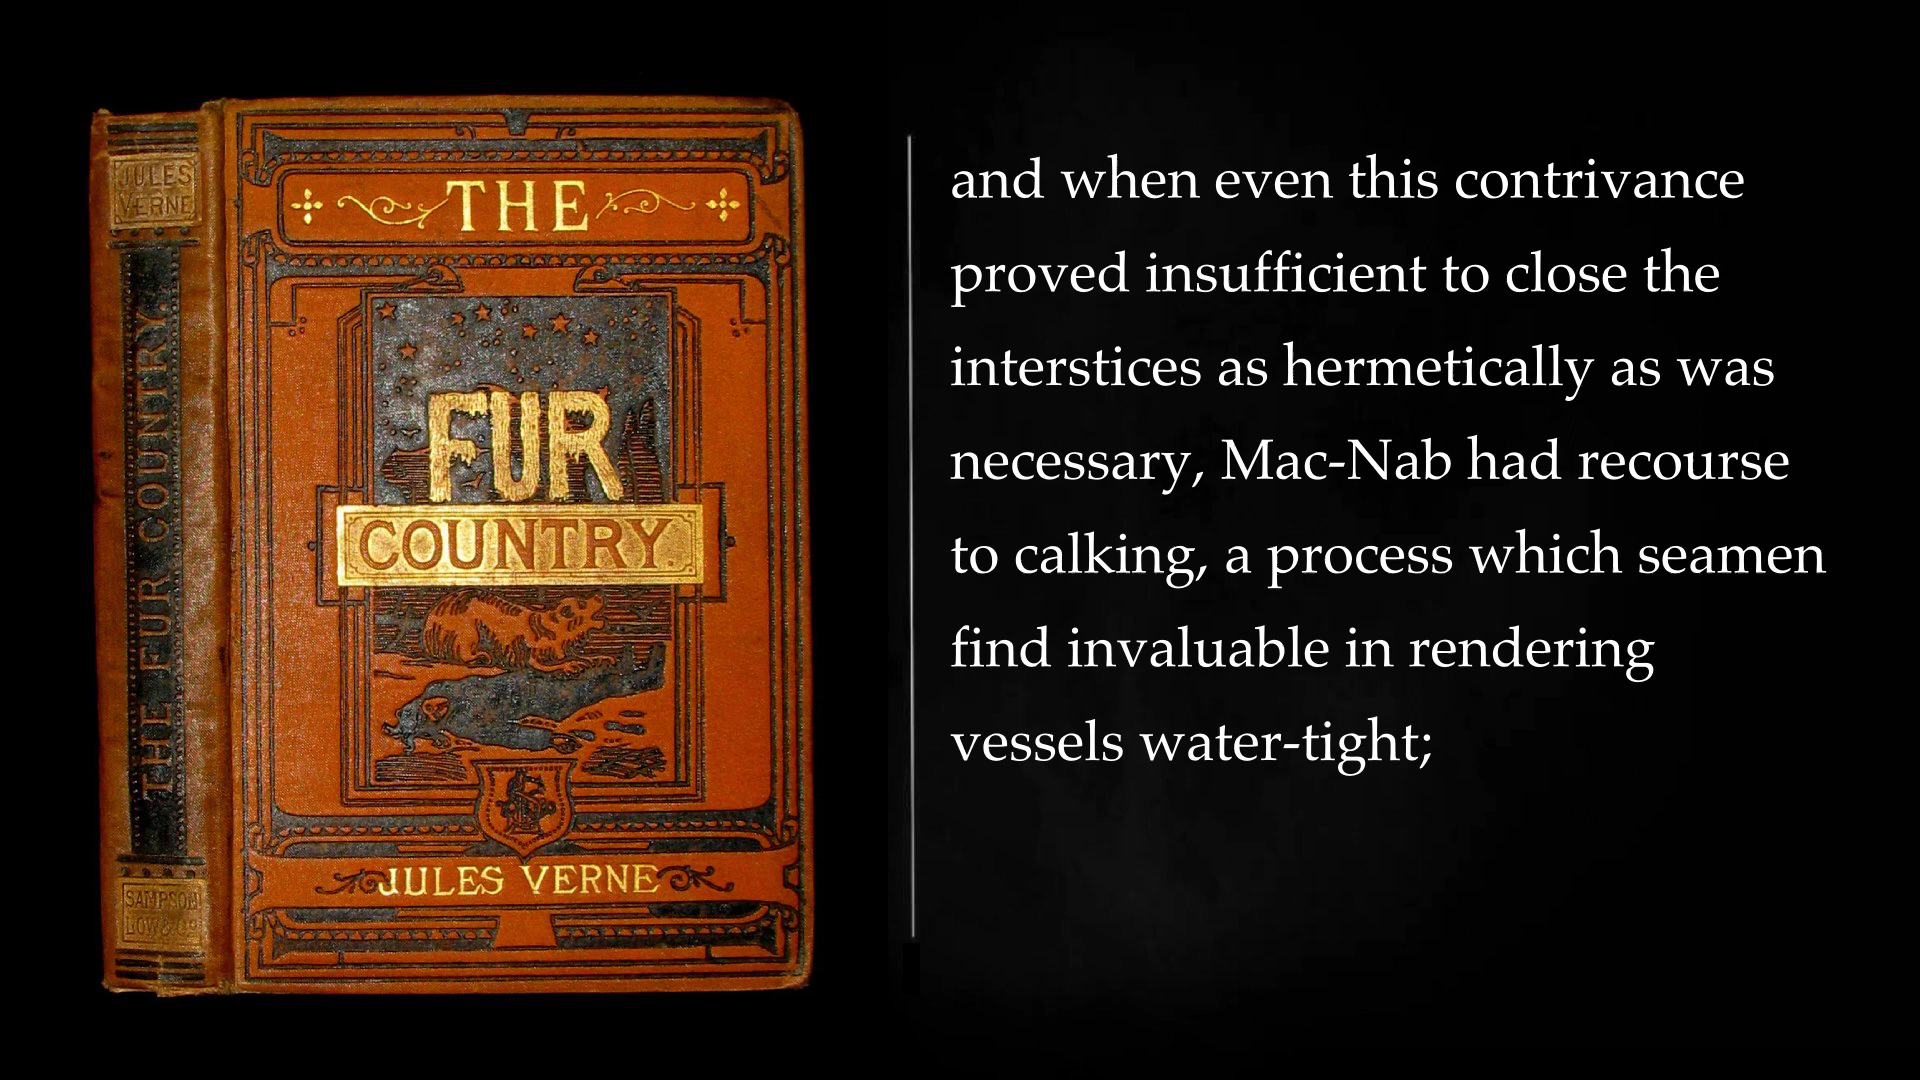 JULES
VERNE
THE FUR COUNTRY.
SAMPSON
LOW & Co
THE
FUR
COUNTRY.
JULES VERNE
and when even this contrivance
proved insufficient to close the
interstices as hermetically as was
necessary, Mac-Nab had recourse
to calking, a process which seamen
find invaluable in rendering
vessels water-tight;